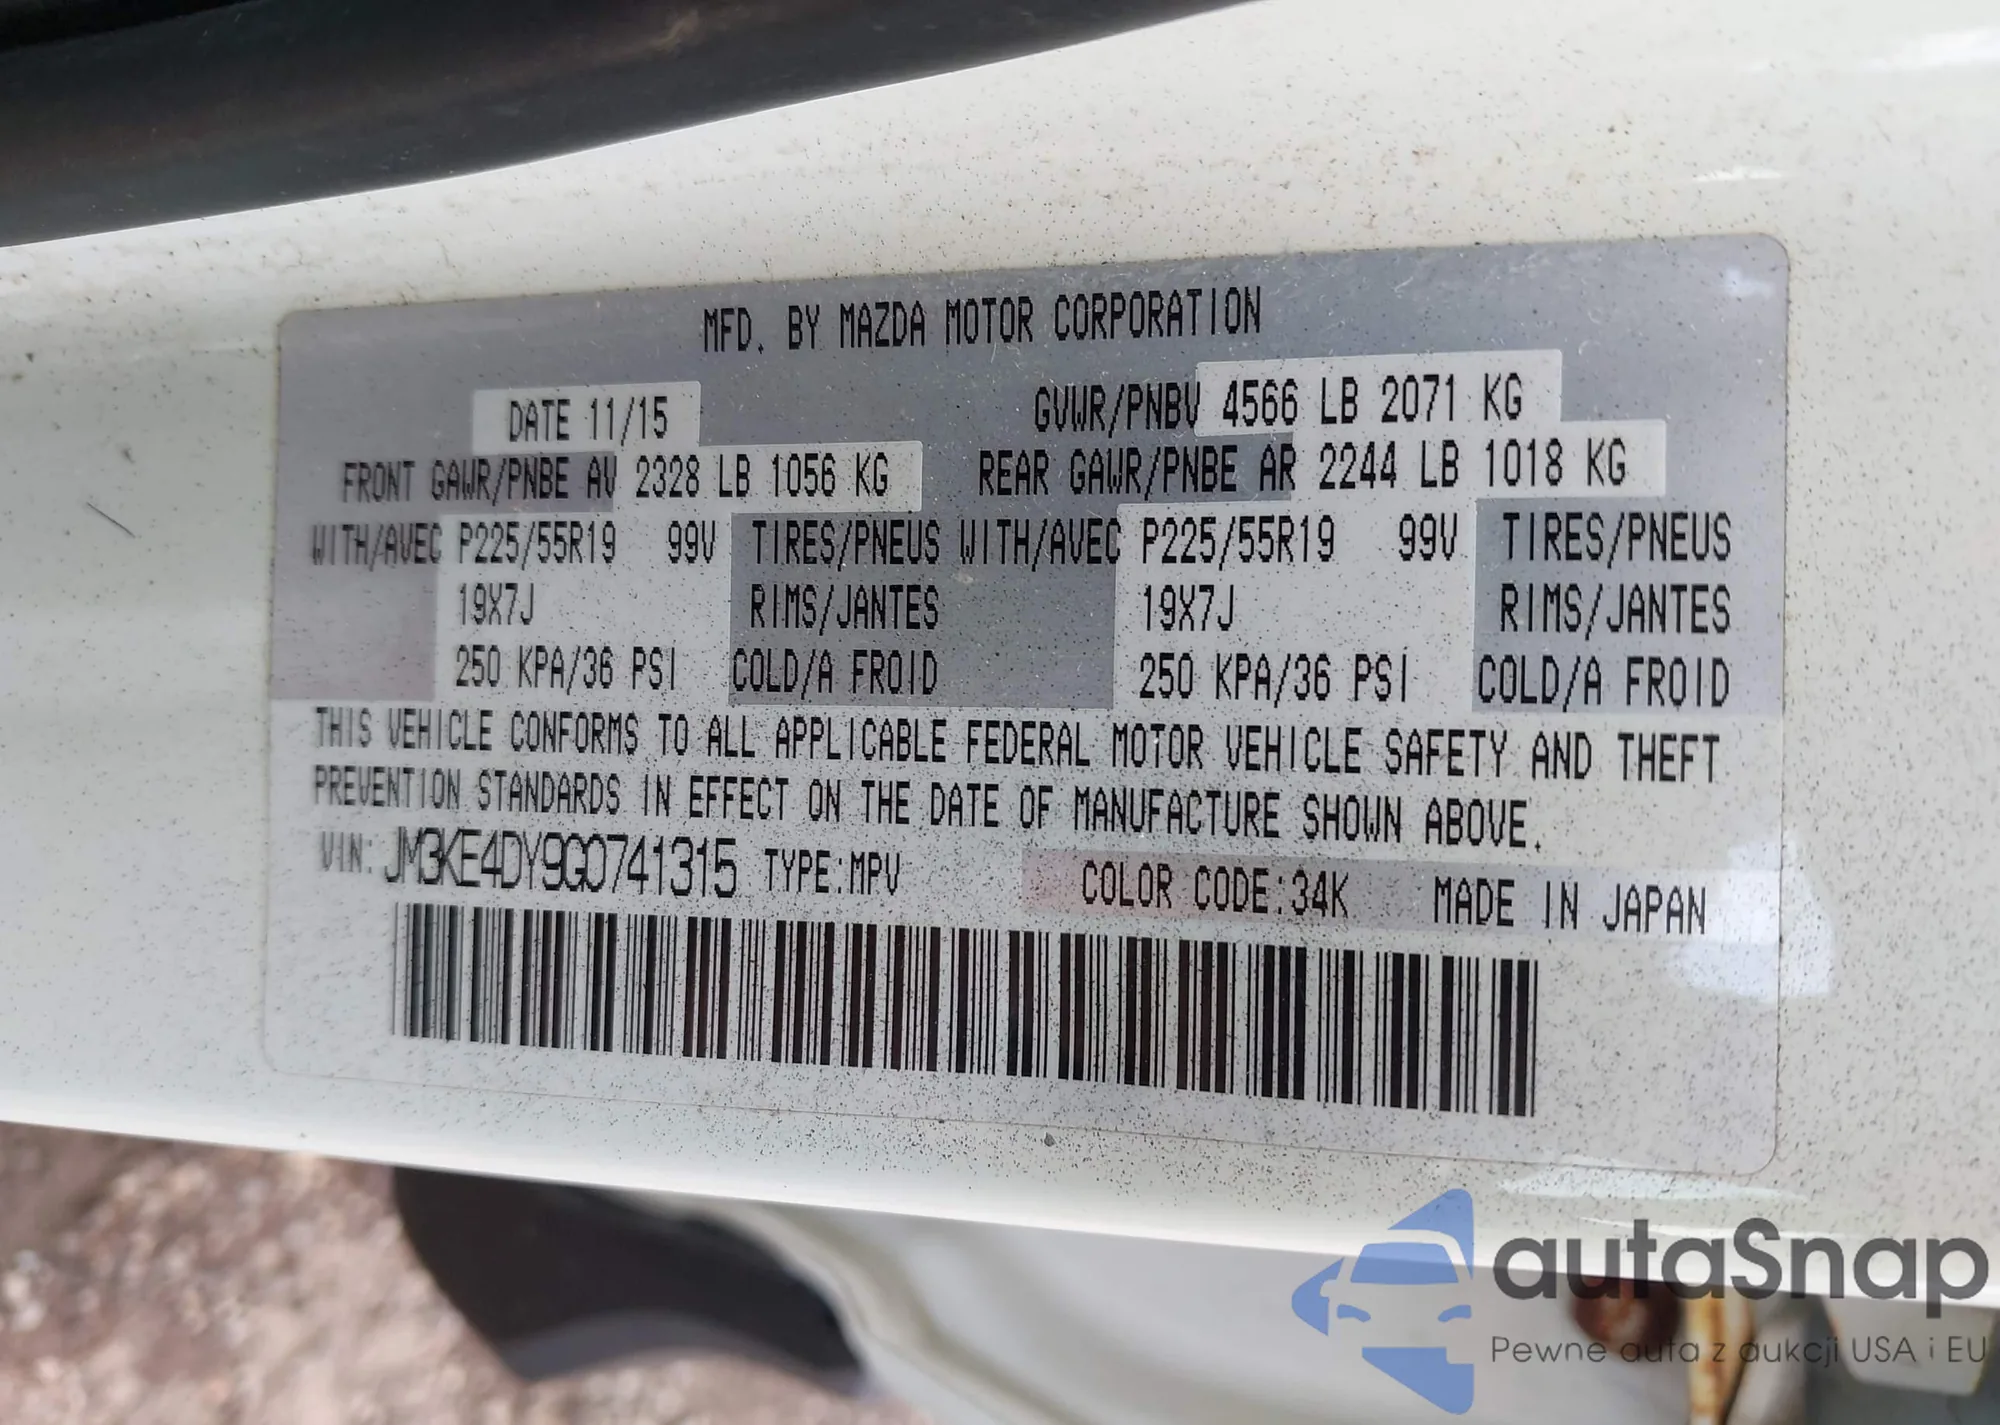 MFD. BY MAZDA MOTOR CORPORATION
DATE 11/15 GVWR/PNBV 4566 LB 2071 KG
FRONT GAWR/PNBE AV 2328 LB 1056 KG REAR GAWR/PNBE AR 2244 LB 1018 KG
WITH/AVEC P225/55R19 99V TIRES/PNEUS WITH/AVEC P225/55R19 99V TIRES/PNEUS
19X7J RIMS/JANTES 19X7J RIMS/JANTES
250 KPA/36 PSI COLD/A FROID 250 KPA/36 PSI COLD/A FROID
THIS VEHICLE CONFORMS TO ALL APPLICABLE FEDERAL MOTOR VEHICLE SAFETY AND THEFT
PREVENTION STANDARDS IN EFFECT ON THE DATE OF MANUFACTURE SHOWN ABOVE.
VIN: JM3KE4DY9G0741315 TYPE:MPV COLOR CODE:34K MADE IN JAPAN
autaSnap
Pewne auta z aukcji USA i EU